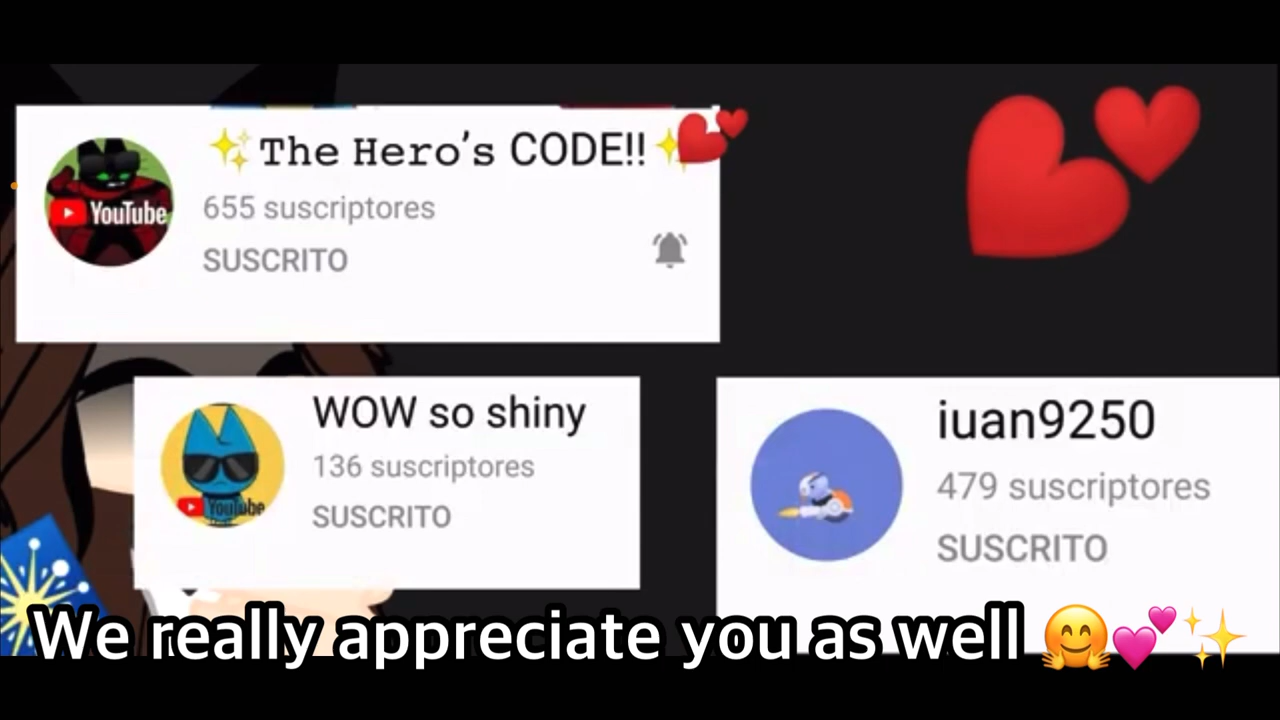 ✨The Hero's CODE!!✨
YouTube
655 suscriptores
SUSCRITO
WOW so shiny
136 suscriptores
YouTube
SUSCRITO
iuan9250
479 suscriptores
SUSCRITO
We really appreciate you as well 🤗💕✨